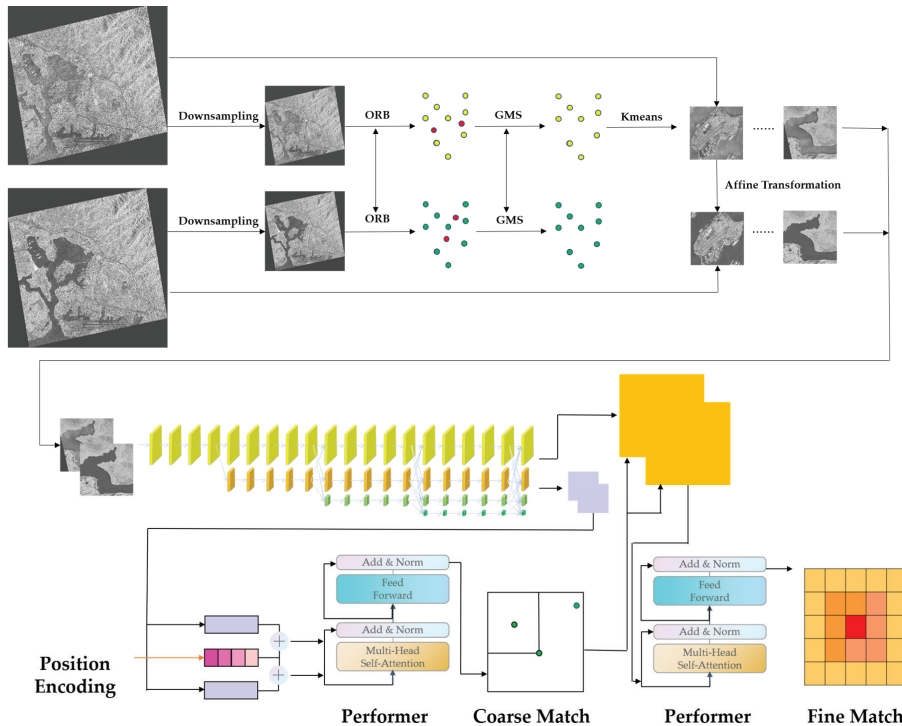 Downsampling
ORB
GMS
Kmeans
......
Affine Transformation
Downsampling
ORB
GMS
......
Add & Norm
Feed
Forward
Add & Norm
Multi-Head
Self-Attention
Add & Norm
Feed
Forward
Add & Norm
Multi-Head
Self-Attention
+
+
Position
Encoding
Performer
Coarse Match
Performer
Fine Match